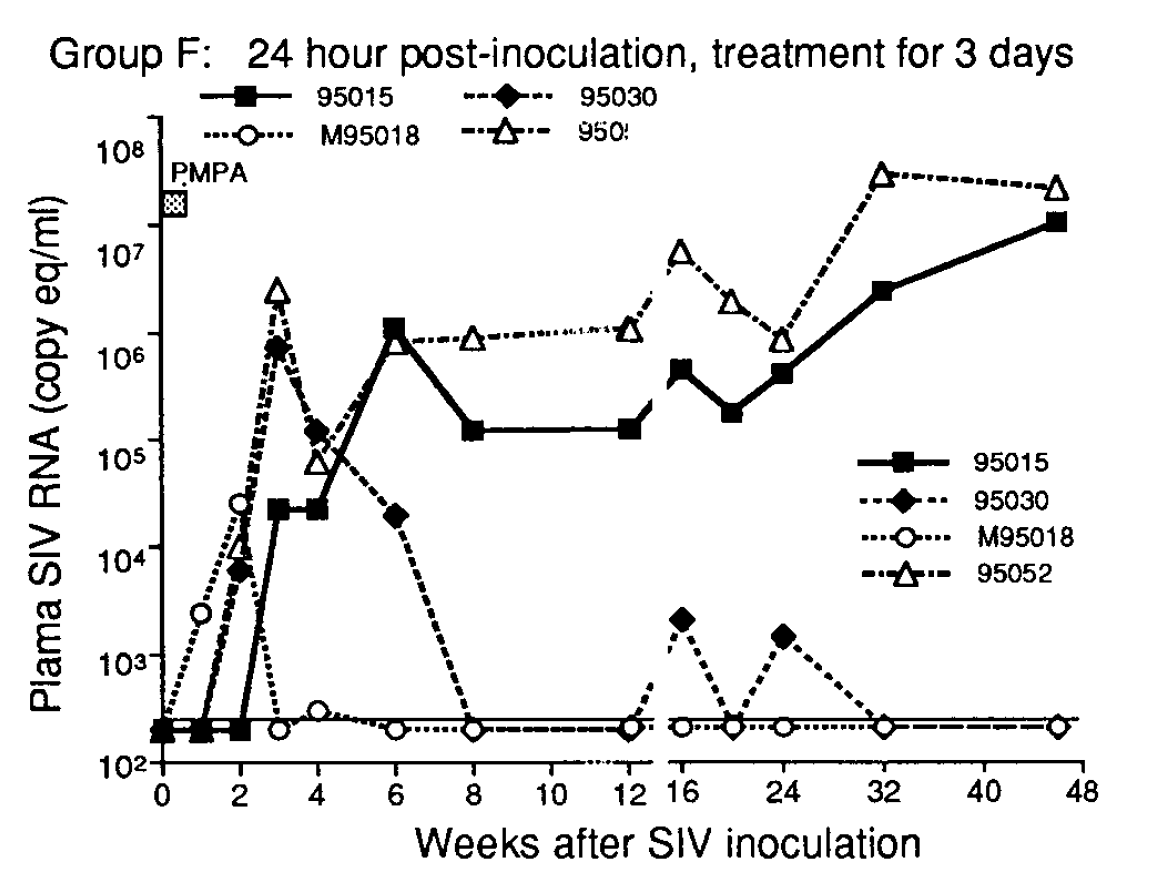 Group F: 24 hour post-inoculation, treatment for 3 days
95015 95030
M95018
PMPA
10⁸
10⁷
10⁶
10⁵
10⁴
10³
10²
Plama SIV RNA (copy eq/ml)
95015
95030
M95018
95052
0 2 4 6 8 10 12 16 24 32 40 48
Weeks after SIV inoculation